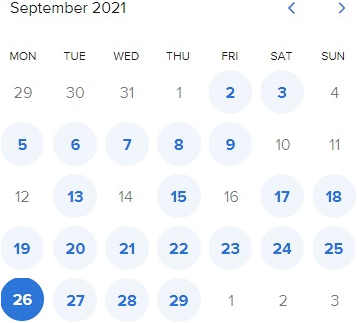 September 2021
MON TUE WED THU FRI SAT SUN
29 30 31 1 2 3 4
5 6 7 8 9 10 11
12 13 14 15 16 17 18
19 20 21 22 23 24 25
26 27 28 29 1 2 3